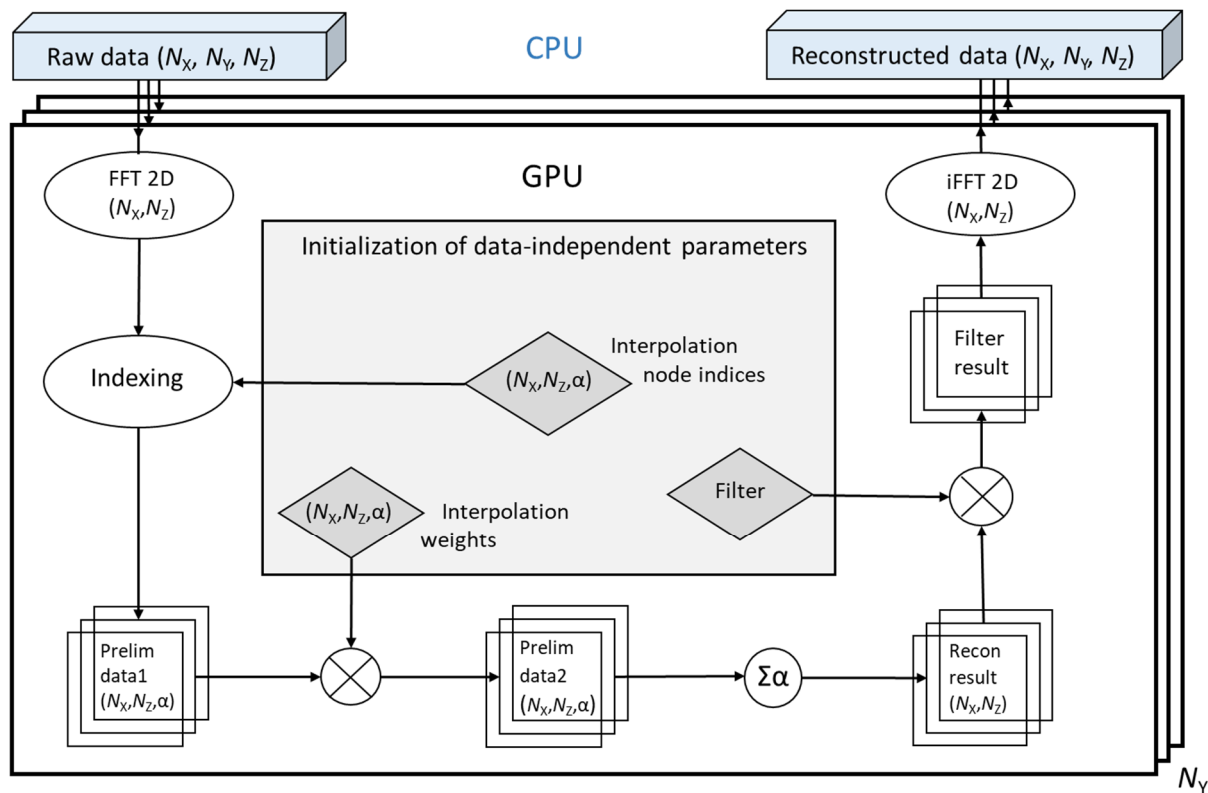 Raw data (NX, NY, NZ)
CPU
Reconstructed data (NX, NY, NZ)
GPU
FFT 2D
(NX,NZ)
iFFT 2D
(NX,NZ)
Initialization of data-independent parameters
Indexing
(NX,NZ,α)
Interpolation
node indices
Filter
result
Filter
(NX,NZ,α)
Interpolation
weights
Prelim
data1
(NX,NZ,α)
Prelim
data2
(NX,NZ,α)
Σα
Recon
result
(NX,NZ)
NY